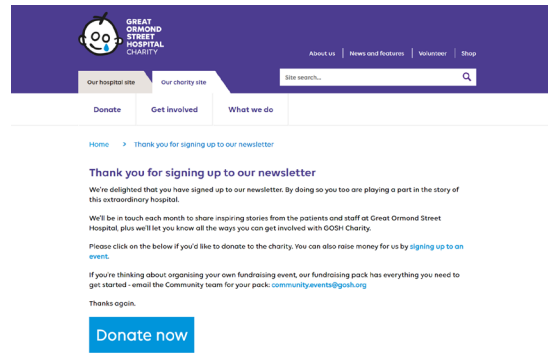 GREAT
ORMOND
STREET
HOSPITAL
CHARITY
About us
News and features
Volunteer
Shop
Our hospital site
Our charity site
Site search...
Donate
Get involved
What we do
Home > Thank you for signing up to our newsletter
Thank you for signing up to our newsletter
We're delighted that you have signed up to our newsletter. By doing so you too are playing a part in the story of
this extraordinary hospital.
We'll be in touch each month to share inspiring stories from the patients and staff at Great Ormond Street
Hospital, plus we'll let you know all the ways you can get involved with GOSH Charity.
Please click on the below if you'd like to donate to the charity. You can also raise money for us by signing up to an
event.
If you're thinking about organising your own fundraising event, our fundraising pack has everything you need to
get started - email the Community team for your pack: community.events@gosh.org
Thanks again,
Donate now